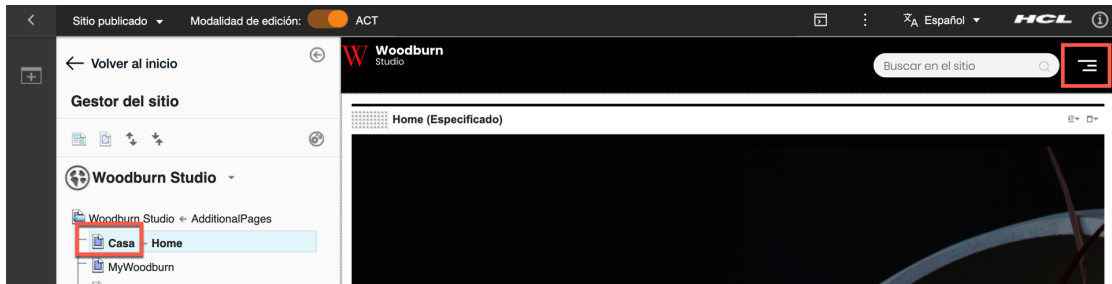 Sitio publicado Modalidad de edición: ACT Español HCL
Volver al inicio
Gestor del sitio
Woodburn Studio
Woodburn Studio ← AdditionalPages
Casa ← Home
MyWoodburn
W Woodburn
Studio
Buscar en el sitio
Home (Especificado)